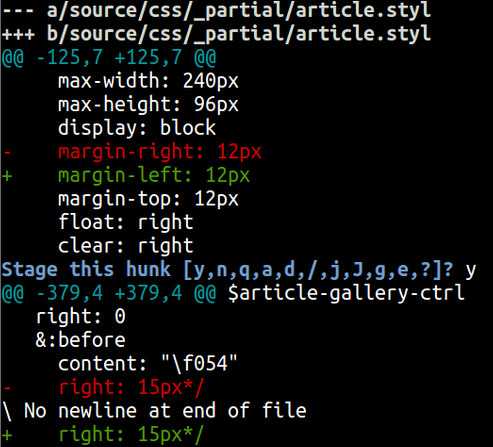 --- a/source/css/_partial/article.styl
+++ b/source/css/_partial/article.styl
@@ -125,7 +125,7 @@
     max-width: 240px
     max-height: 96px
     display: block
-    margin-right: 12px
+    margin-left: 12px
     margin-top: 12px
     float: right
     clear: right
Stage this hunk [y,n,q,a,d,/,j,J,g,e,?]? y
@@ -379,4 +379,4 @@ $article-gallery-ctrl
   right: 0
   &:before
     content: "\f054"
-    right: 15px*/
\ No newline at end of file
+    right: 15px*/